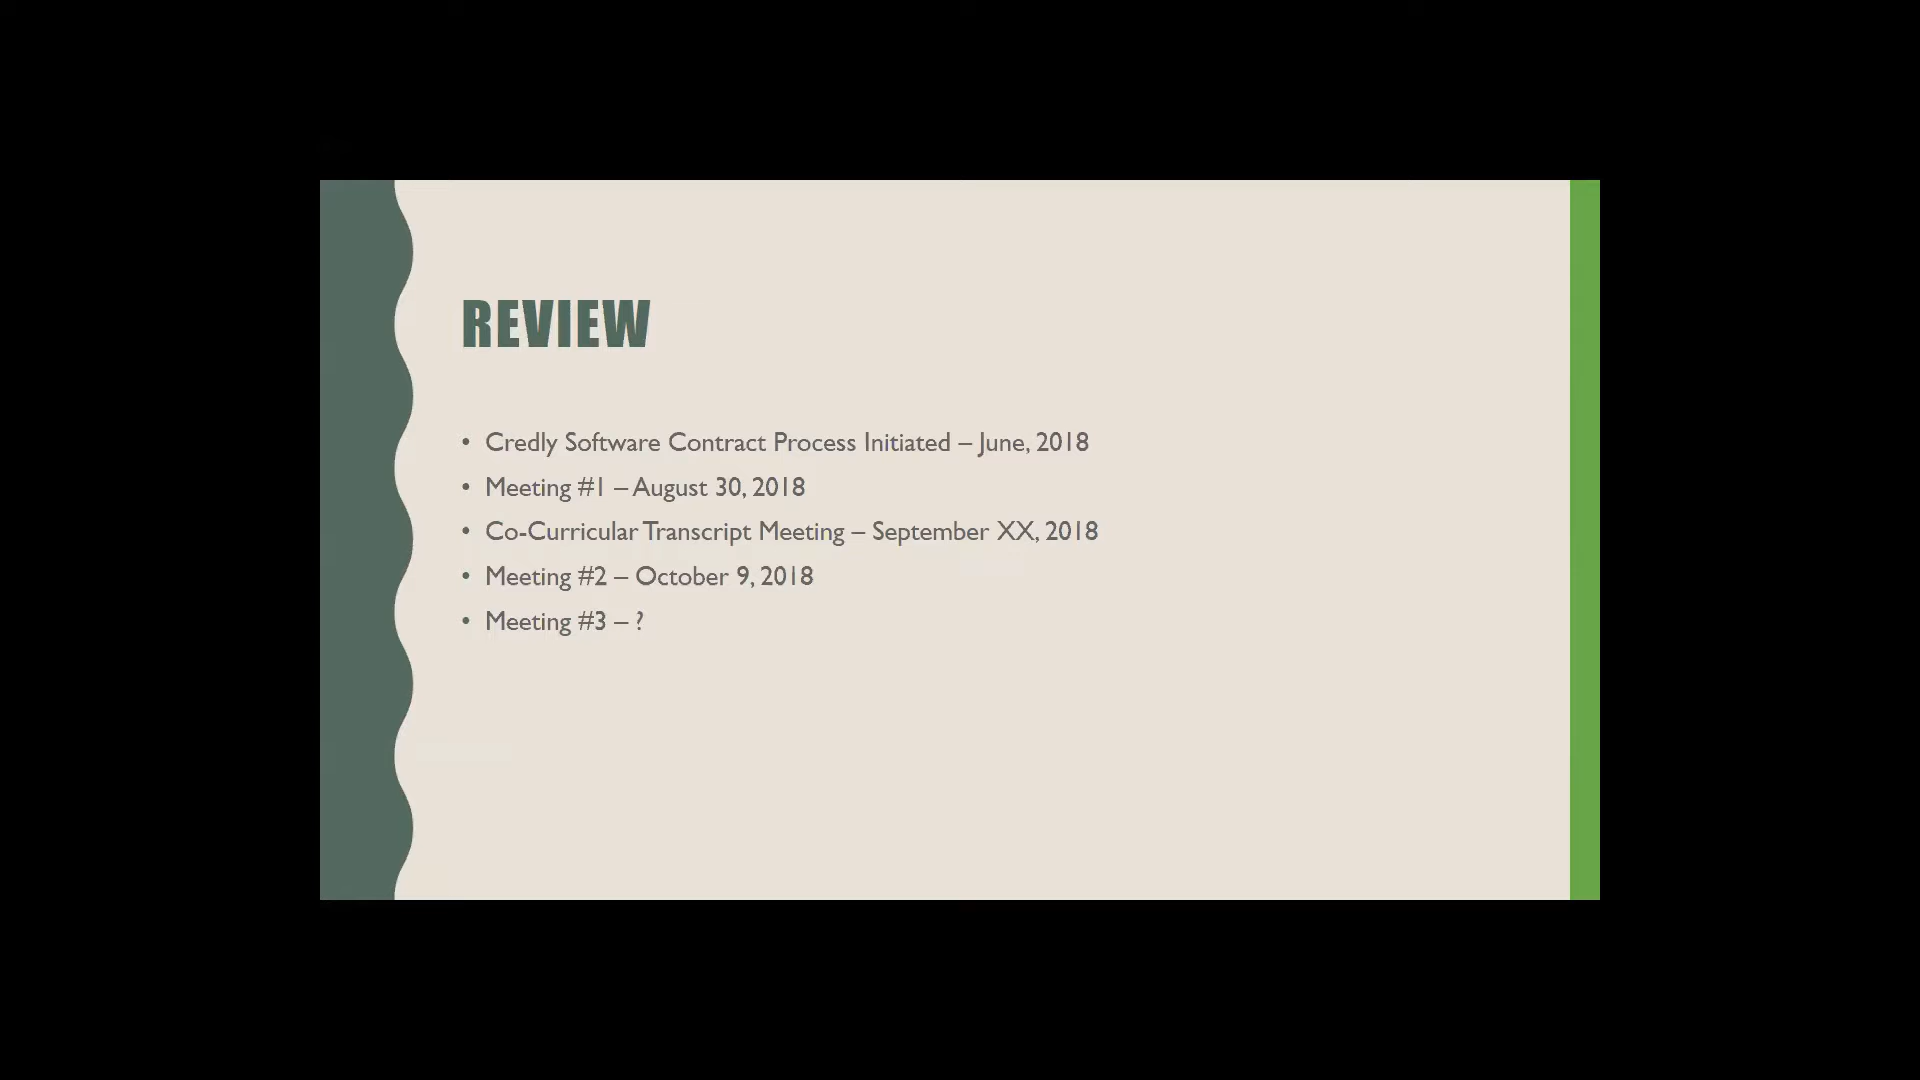 REVIEW
• Credly Software Contract Process Initiated – June, 2018
• Meeting #1 – August 30, 2018
• Co-Curricular Transcript Meeting – September XX, 2018
• Meeting #2 – October 9, 2018
• Meeting #3 – ?